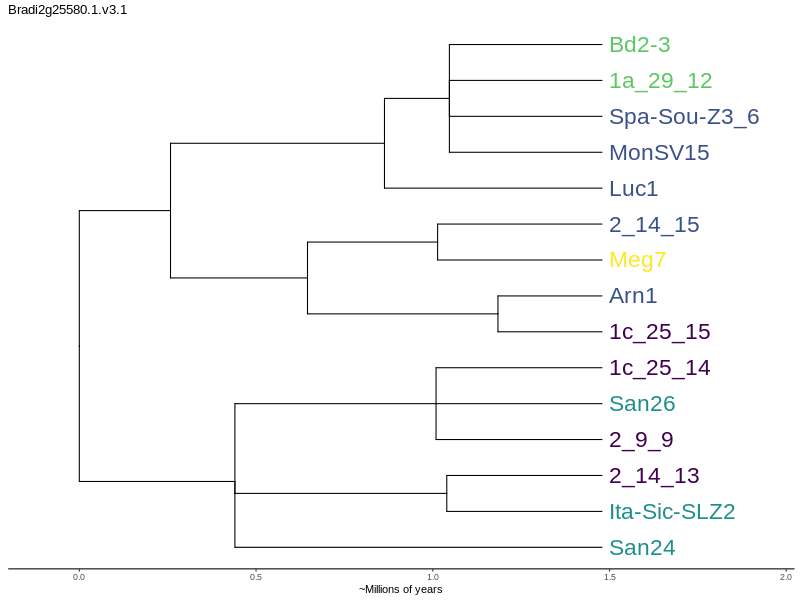 Bradi2g25580.1.v3.1
Bd2-3
1a_29_12
Spa-Sou-Z3_6
MonSV15
Luc1
2_14_15
Meg7
Arn1
1c_25_15
1c_25_14
San26
2_9_9
2_14_13
Ita-Sic-SLZ2
San24
0.0 0.5 1.0 1.5 2.0
~Millions of years